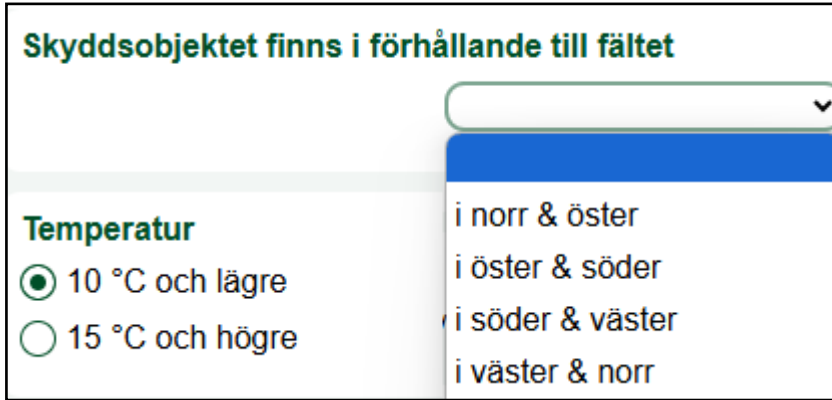 Skyddsobjektet finns i förhållande till fältet
Temperatur
10 °C och lägre
15 °C och högre
i norr & öster
i öster & söder
i söder & väster
i väster & norr